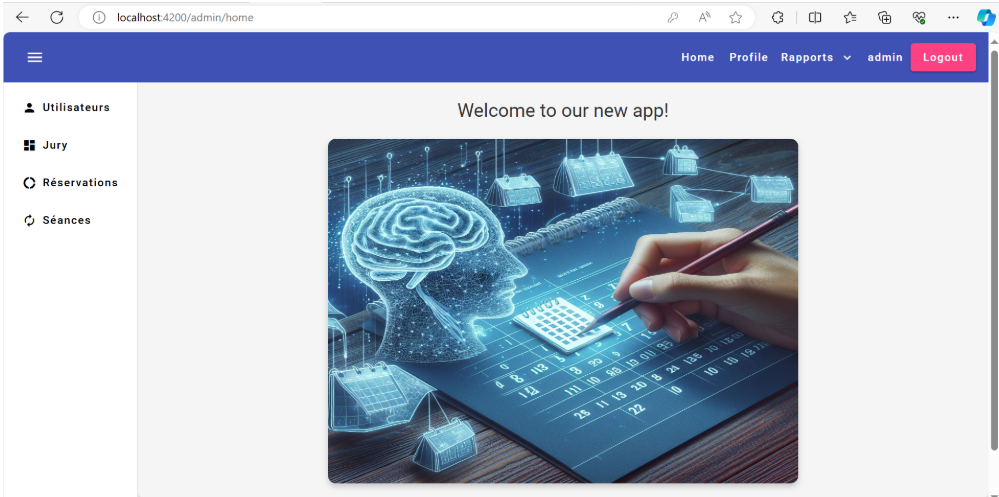 localhost:4200/admin/home
Home Profile Rapports admin Logout
Utilisateurs
Jury
Réservations
Séances
Welcome to our new app!